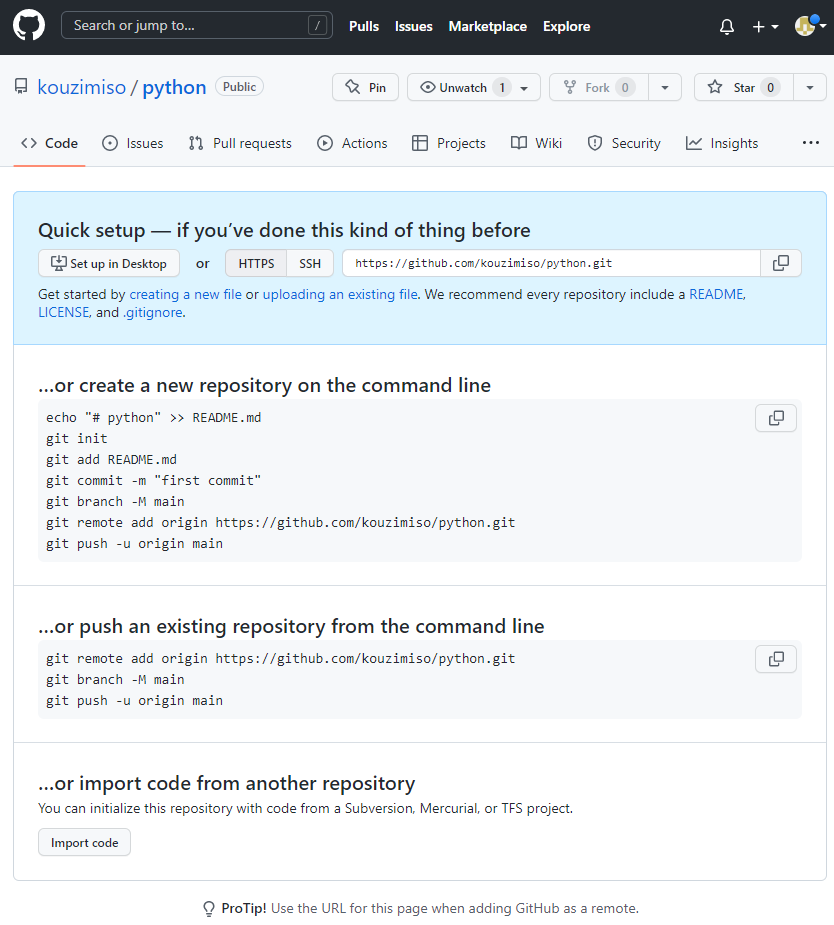 Search or jump to... /
Pulls Issues Marketplace Explore
kouzimiso / python Public
Pin Unwatch 1 Fork 0 Star 0
Code Issues Pull requests Actions Projects Wiki Security Insights
Quick setup — if you’ve done this kind of thing before
Set up in Desktop or HTTPS SSH https://github.com/kouzimiso/python.git
Get started by creating a new file or uploading an existing file. We recommend every repository include a README,
LICENSE, and .gitignore.
…or create a new repository on the command line
echo "# python" >> README.md
git init
git add README.md
git commit -m "first commit"
git branch -M main
git remote add origin https://github.com/kouzimiso/python.git
git push -u origin main
…or push an existing repository from the command line
git remote add origin https://github.com/kouzimiso/python.git
git branch -M main
git push -u origin main
…or import code from another repository
You can initialize this repository with code from a Subversion, Mercurial, or TFS project.
Import code
ProTip! Use the URL for this page when adding GitHub as a remote.